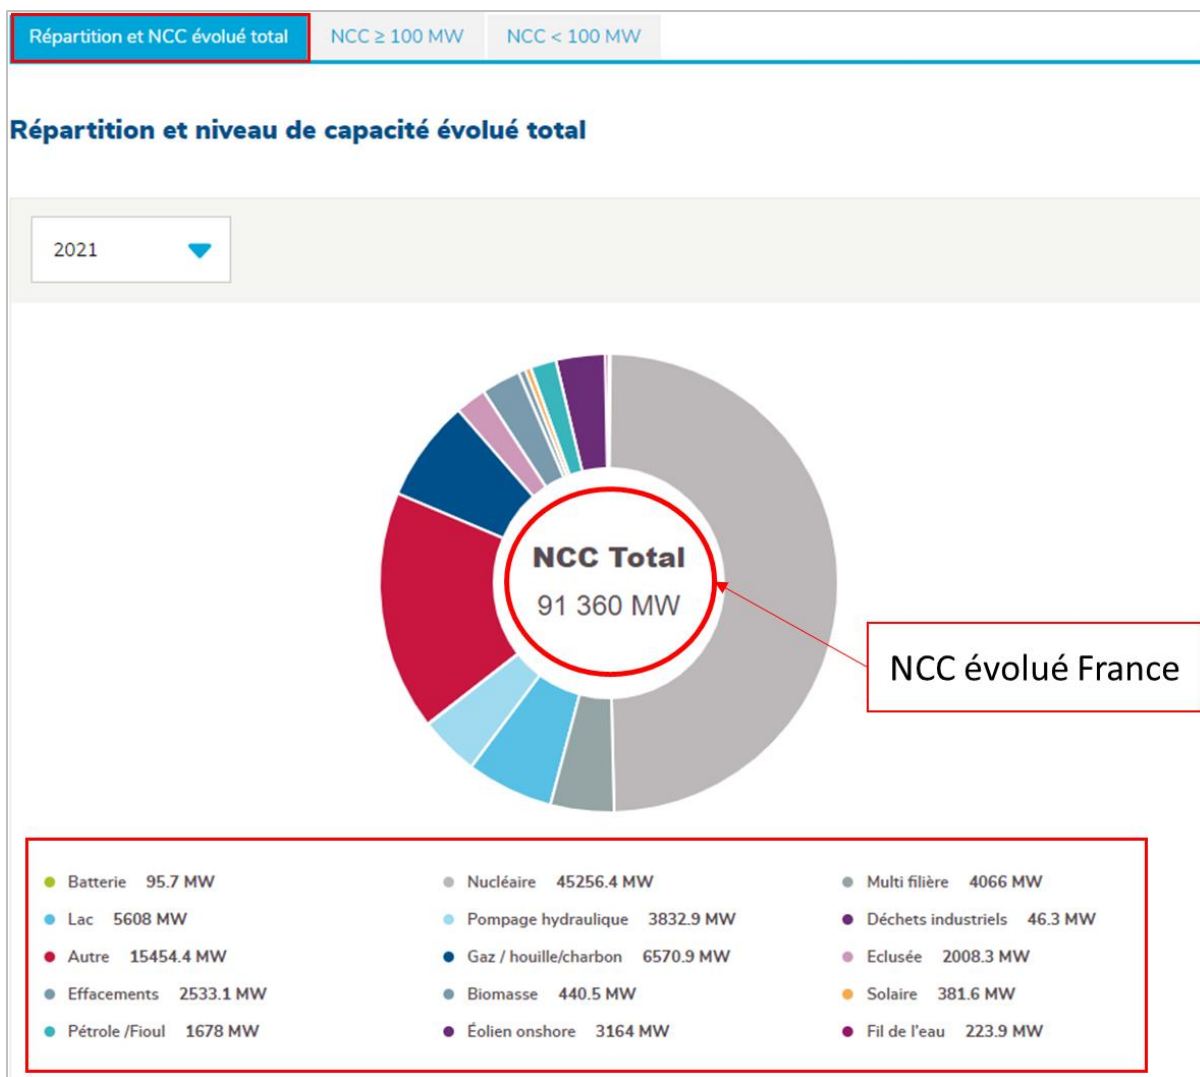 Répartition et NCC évolué total NCC ≥ 100 MW NCC < 100 MW
Répartition et niveau de capacité évolué total
2021
NCC Total
91 360 MW
NCC évolué France
Batterie 95.7 MW Nucléaire 45256.4 MW Multi filière 4066 MW
Lac 5608 MW Pompage hydraulique 3832.9 MW Déchets industriels 46.3 MW
Autre 15454.4 MW Gaz / houille/charbon 6570.9 MW Eclusée 2008.3 MW
Effacements 2533.1 MW Biomasse 440.5 MW Solaire 381.6 MW
Pétrole /Fioul 1678 MW Éolien onshore 3164 MW Fil de l'eau 223.9 MW